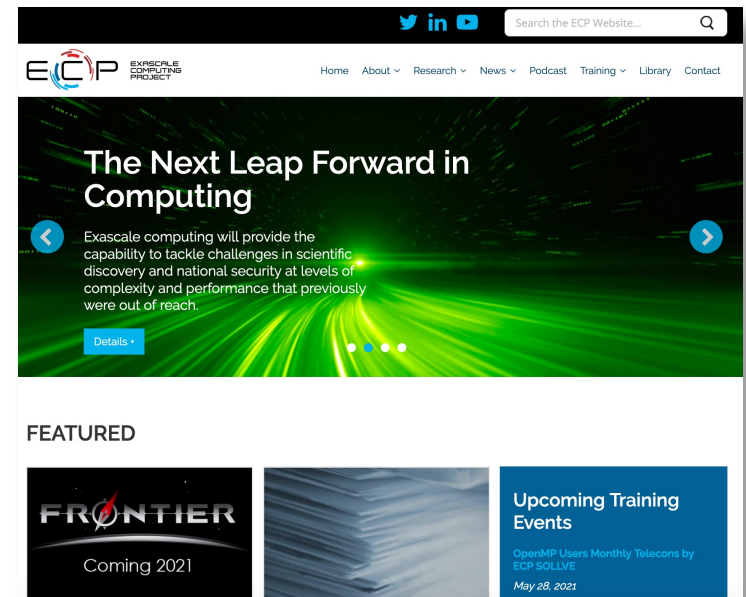 Search the ECP Website...
ECP
EXASCALE
COMPUTING
PROJECT
Home About Research News Podcast Training Library Contact
The Next Leap Forward in
Computing
Exascale computing will provide the
capability to tackle challenges in scientific
discovery and national security at levels of
complexity and performance that previously
were out of reach.
Details +
FEATURED
FRONTIER
Coming 2021
Upcoming Training
Events
OpenMP Users Monthly Telecons by
ECP SOLLVE
May 28, 2021